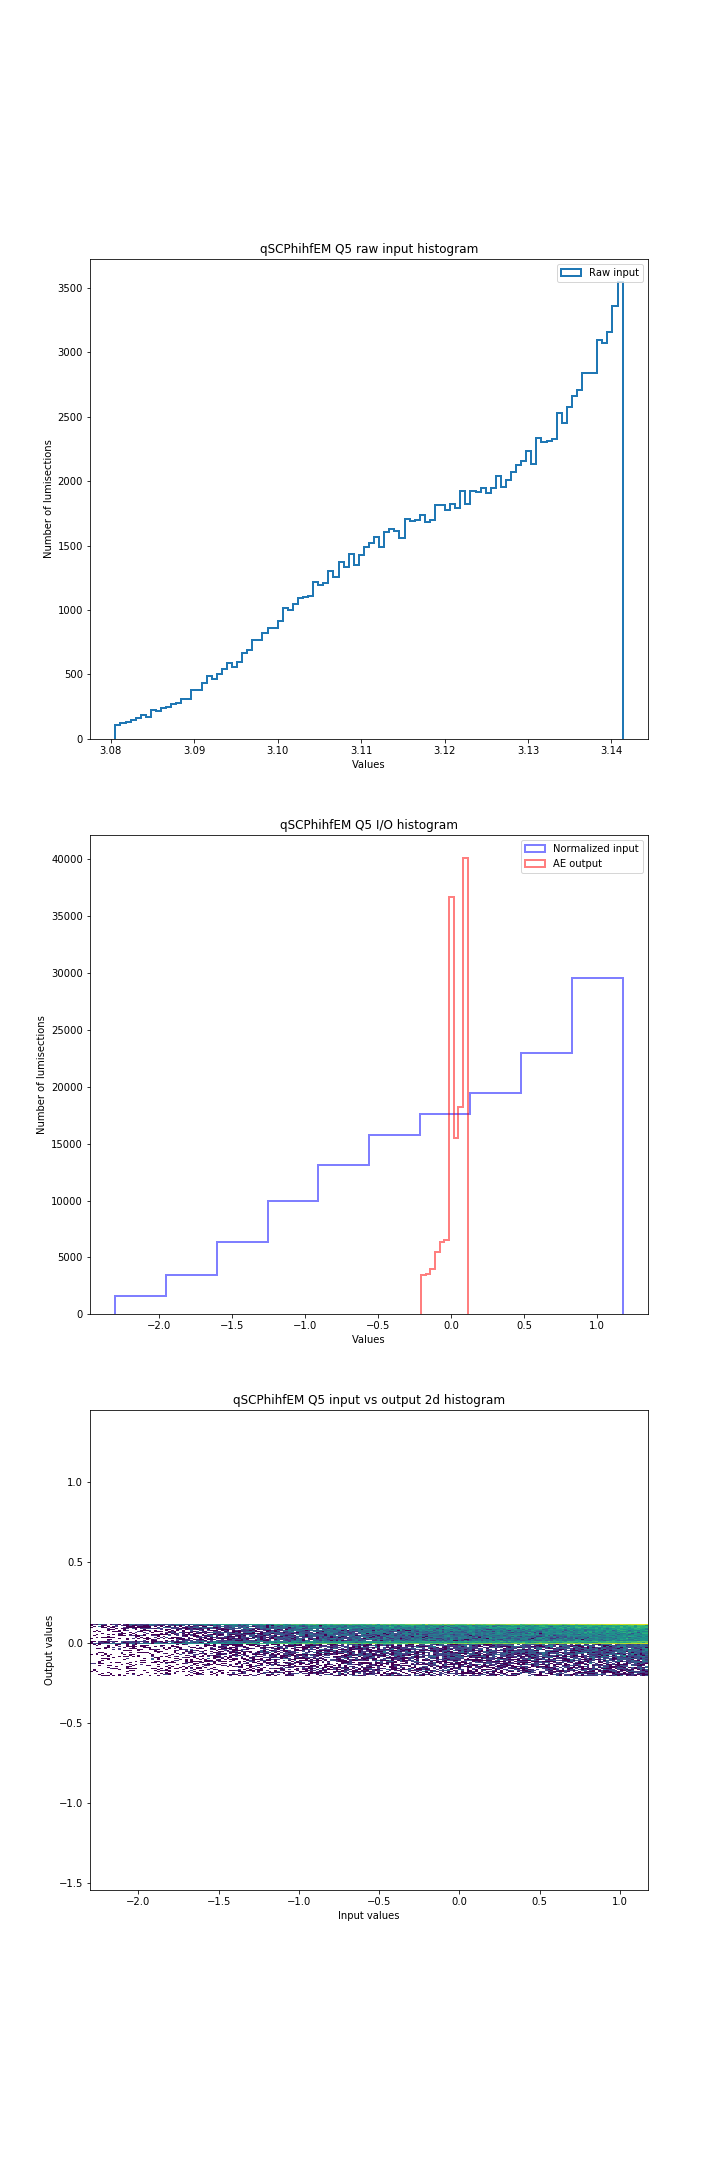 qSCPhihfEM Q5 raw input histogram
Raw input
3500
3000
2500
2000
1500
1000
500
0
Number of lumisections
3.08 3.09 3.10 3.11 3.12 3.13 3.14
Values
qSCPhihfEM Q5 I/O histogram
Normalized input
AE output
40000
35000
30000
25000
20000
15000
10000
5000
0
Number of lumisections
−2.0 −1.5 −1.0 −0.5 0.0 0.5 1.0
Values
qSCPhihfEM Q5 input vs output 2d histogram
1.0
0.5
0.0
−0.5
−1.0
−1.5
Output values
−2.0 −1.5 −1.0 −0.5 0.0 0.5 1.0
Input values